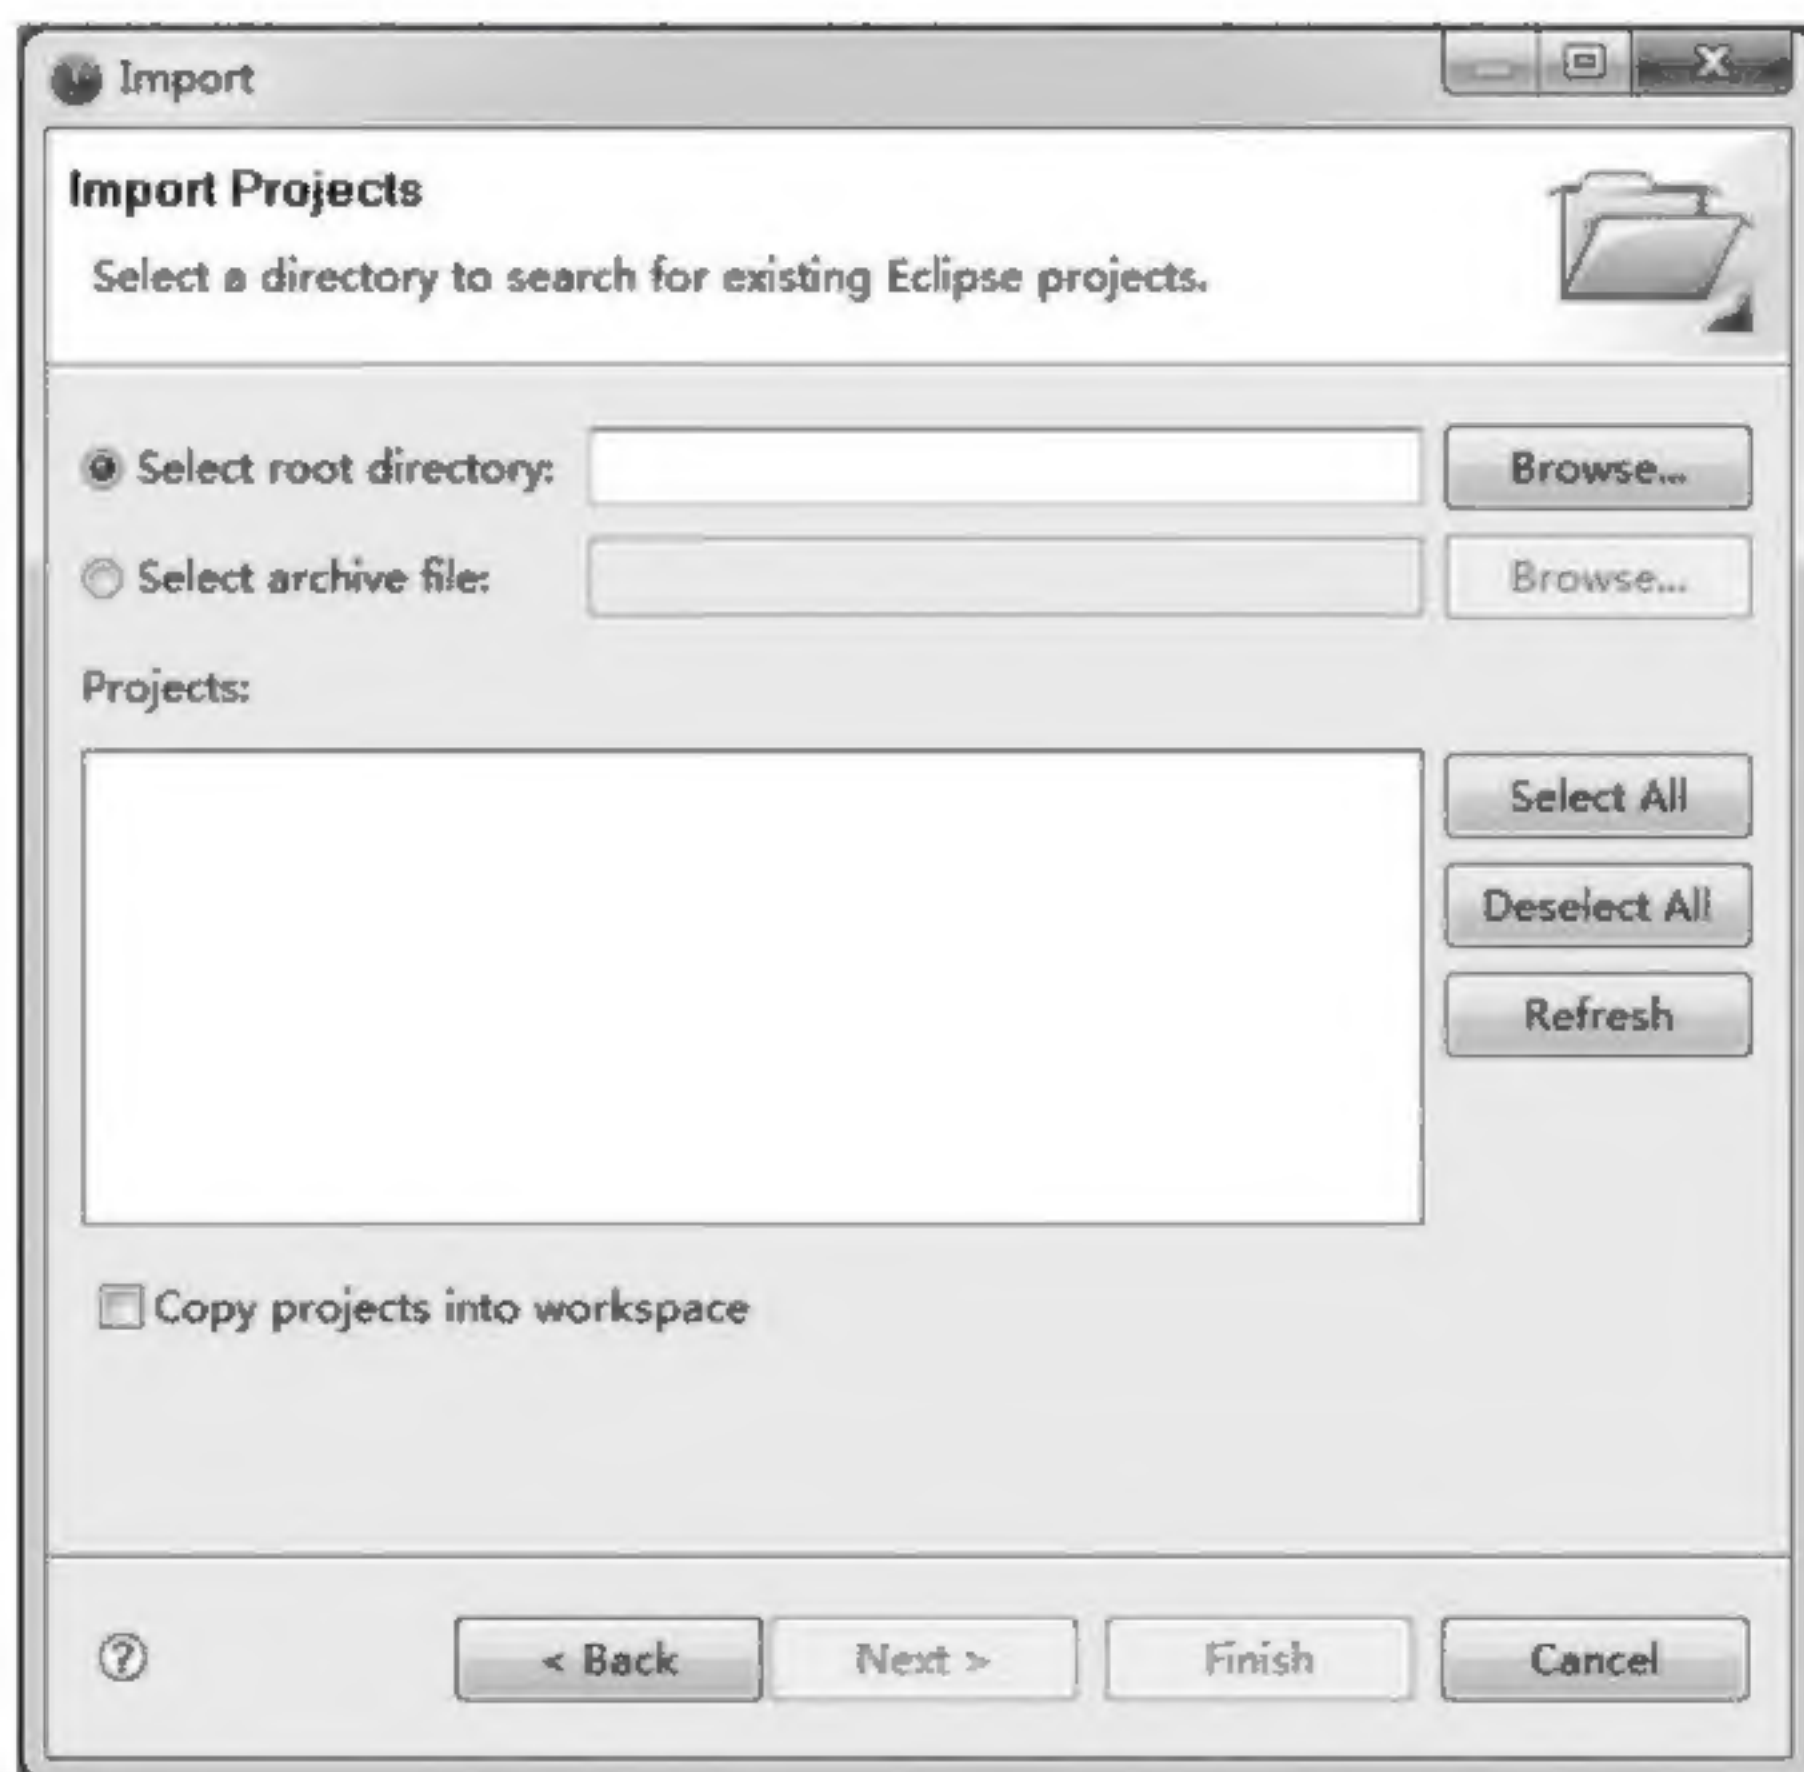 Import
Import Projects
Select a directory to search for existing Eclipse projects.
Select root directory:
Browse...
Select archive file:
Browse...
Projects:
Select All
Deselect All
Refresh
Copy projects into workspace
?
< Back
Next >
Finish
Cancel